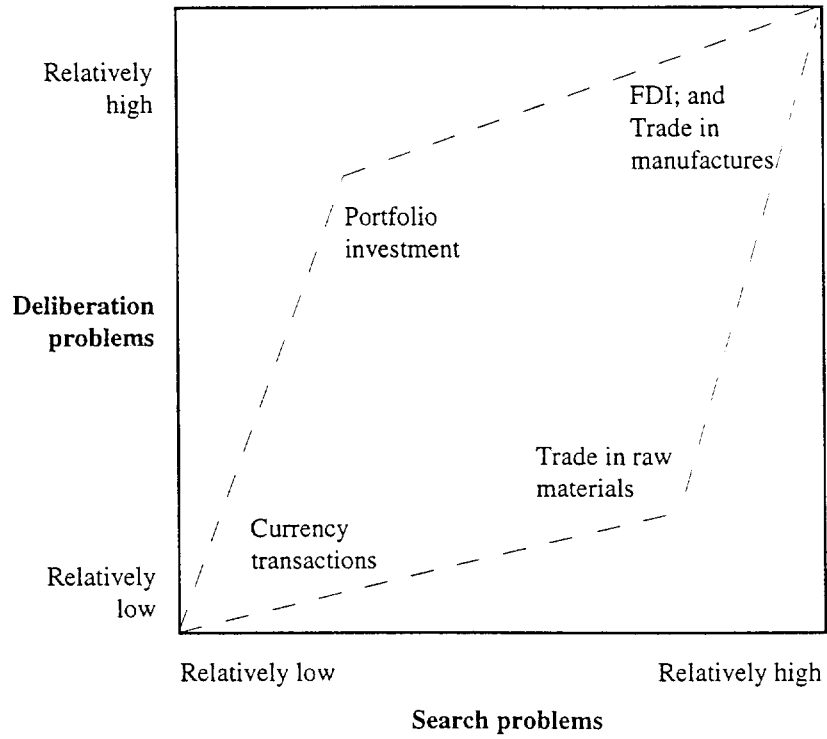 Relatively
high
FDI; and
Trade in
manufactures
Portfolio
investment
Deliberation
problems
Trade in raw
materials
Currency
transactions
Relatively
low
Relatively low
Relatively high
Search problems